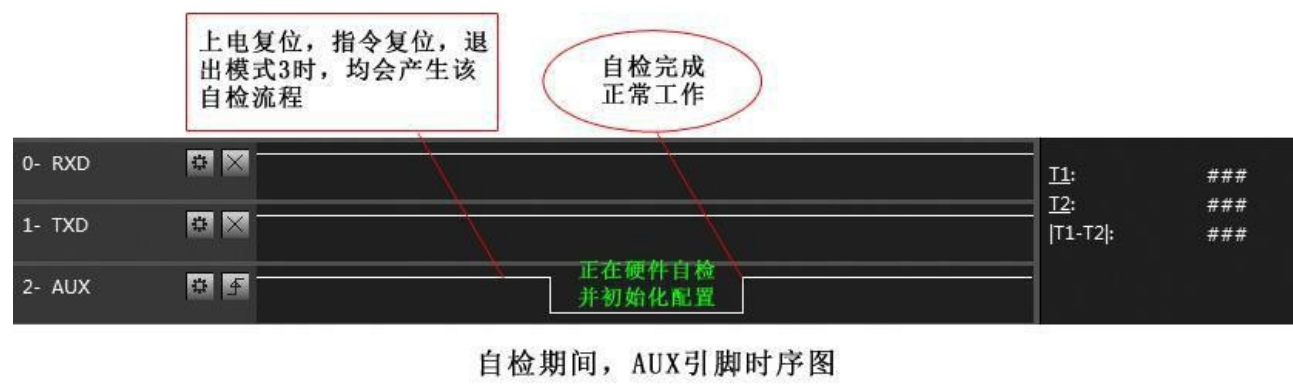 上电复位，指令复位，退
出模式3时，均会产生该
自检流程
自检完成
正常工作
0- RXD
T1: ###
T2: ###
1- TXD
|T1-T2|: ###
正在硬件自检
2- AUX
并初始化配置
自检期间，AUX引脚时序图